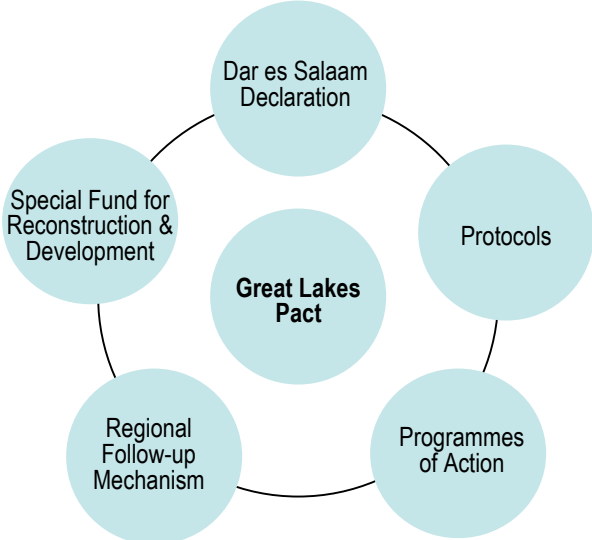 Dar es Salaam
Declaration
Special Fund for
Reconstruction &
Development
Protocols
Great Lakes
Pact
Regional
Follow-up
Mechanism
Programmes
of Action